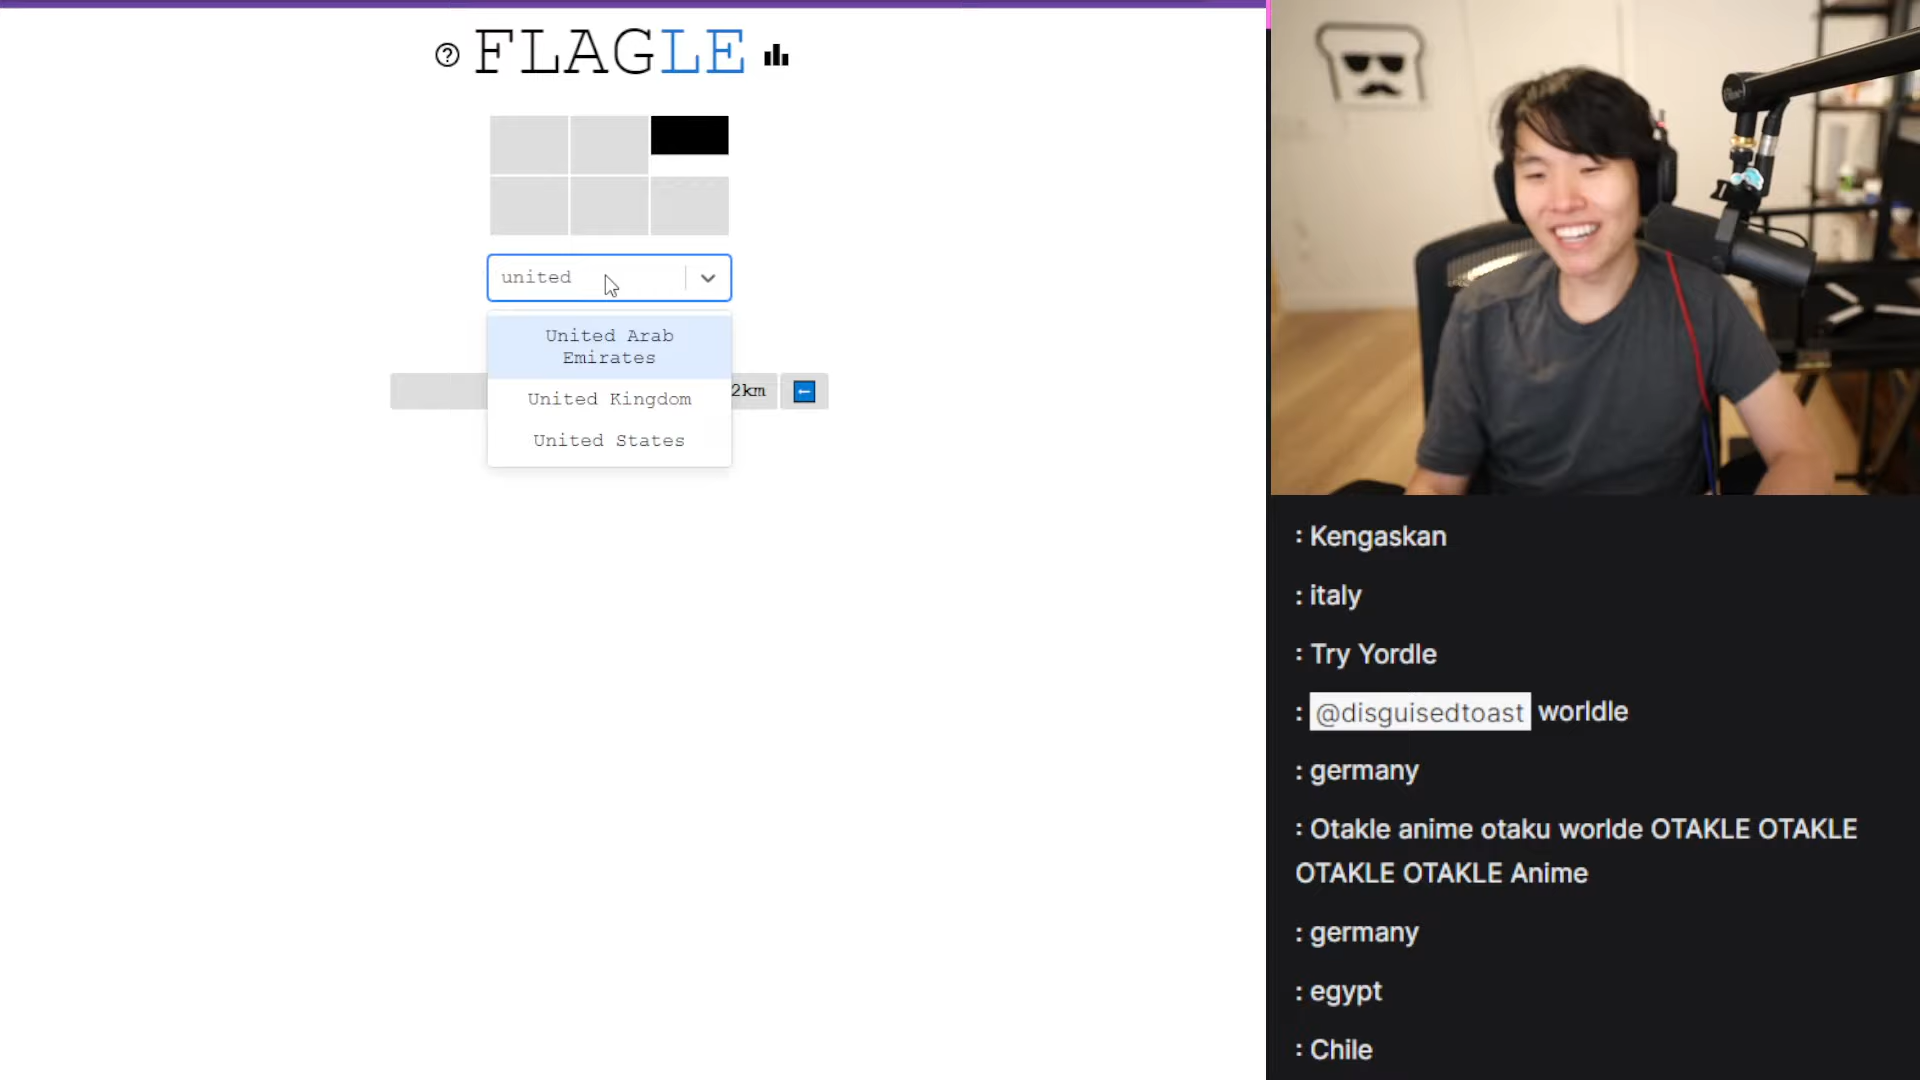 FLAGLE
united
United Arab
Emirates
United Kingdom
United States
2km
: Kengaskan
: italy
: Try Yordle
: @disguisedtoast worldle
: germany
: Otakle anime otaku worlde OTAKLE OTAKLE
OTAKLE OTAKLE Anime
: germany
: egypt
: Chile